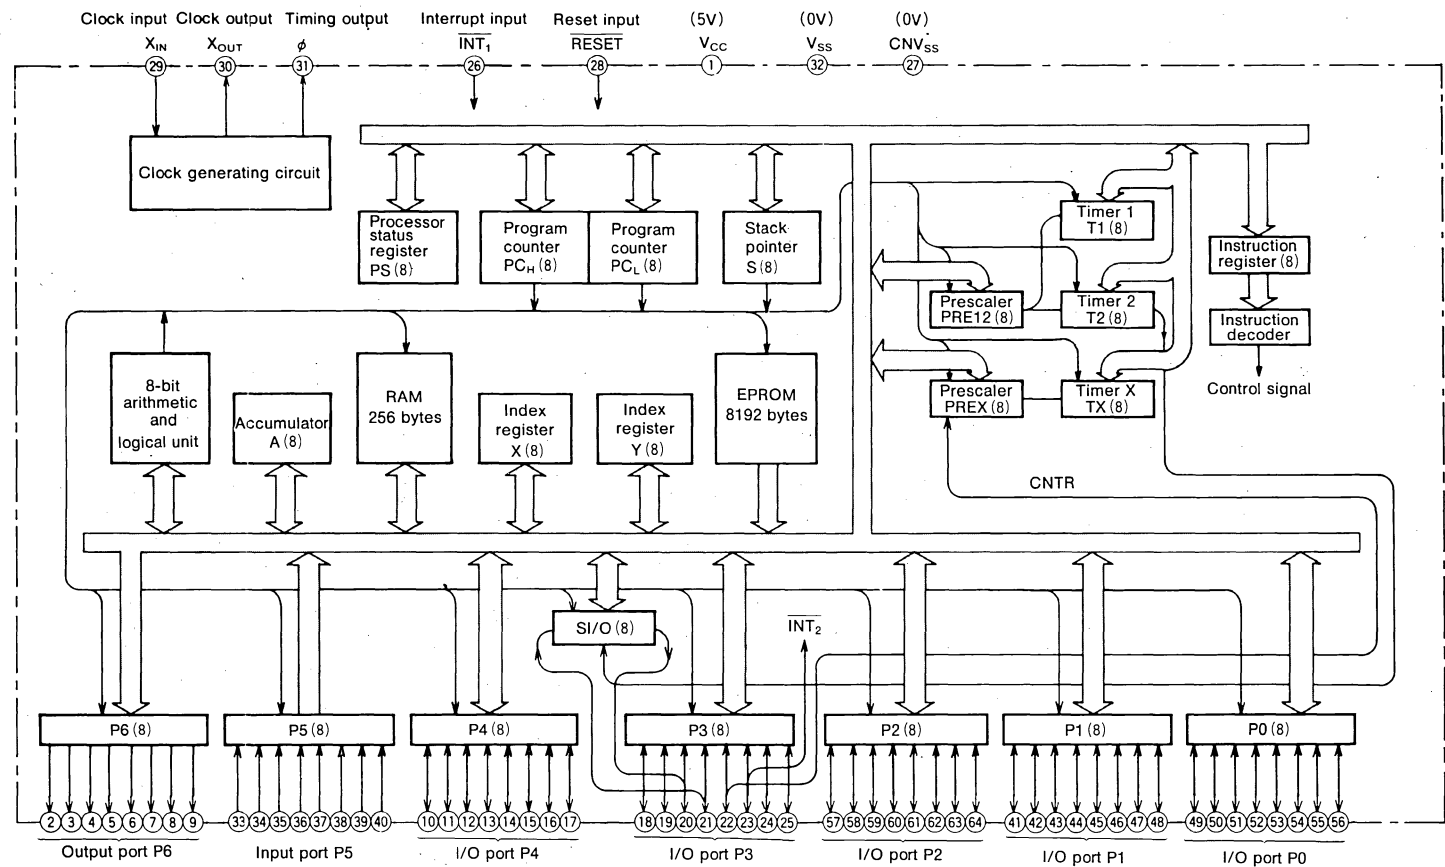 Clock input Clock output Timing output Interrupt input Reset input (5V) (0V) (0V)
XIN XOUT φ INT1 RESET VCC VSS CNVSS
29 30 31 26 28 1 32 27
Clock generating circuit
Processor
status
register
PS(8)
Program
counter
PCH(8)
Program
counter
PCL(8)
Stack
pointer
S(8)
Timer 1
T1(8)
Prescaler
PRE12(8)
Timer 2
T2(8)
Prescaler
PREX(8)
Timer X
TX(8)
Instruction
register(8)
Instruction
decoder
Control signal
8-bit
arithmetic
and
logical unit
Accumulator
A(8)
RAM
256 bytes
Index
register
X(8)
Index
register
Y(8)
EPROM
8192 bytes
CNTR
SI/O(8)
INT2
P6(8) P5(8) P4(8) P3(8) P2(8) P1(8) P0(8)
2 3 4 5 6 7 8 9 33 34 35 36 37 38 39 40 10 11 12 13 14 15 16 17 18 19 20 21 22 23 24 25 57 58 59 60 61 62 63 64 41 42 43 44 45 46 47 48 49 50 51 52 53 54 55 56
Output port P6 Input port P5 I/O port P4 I/O port P3 I/O port P2 I/O port P1 I/O port P0